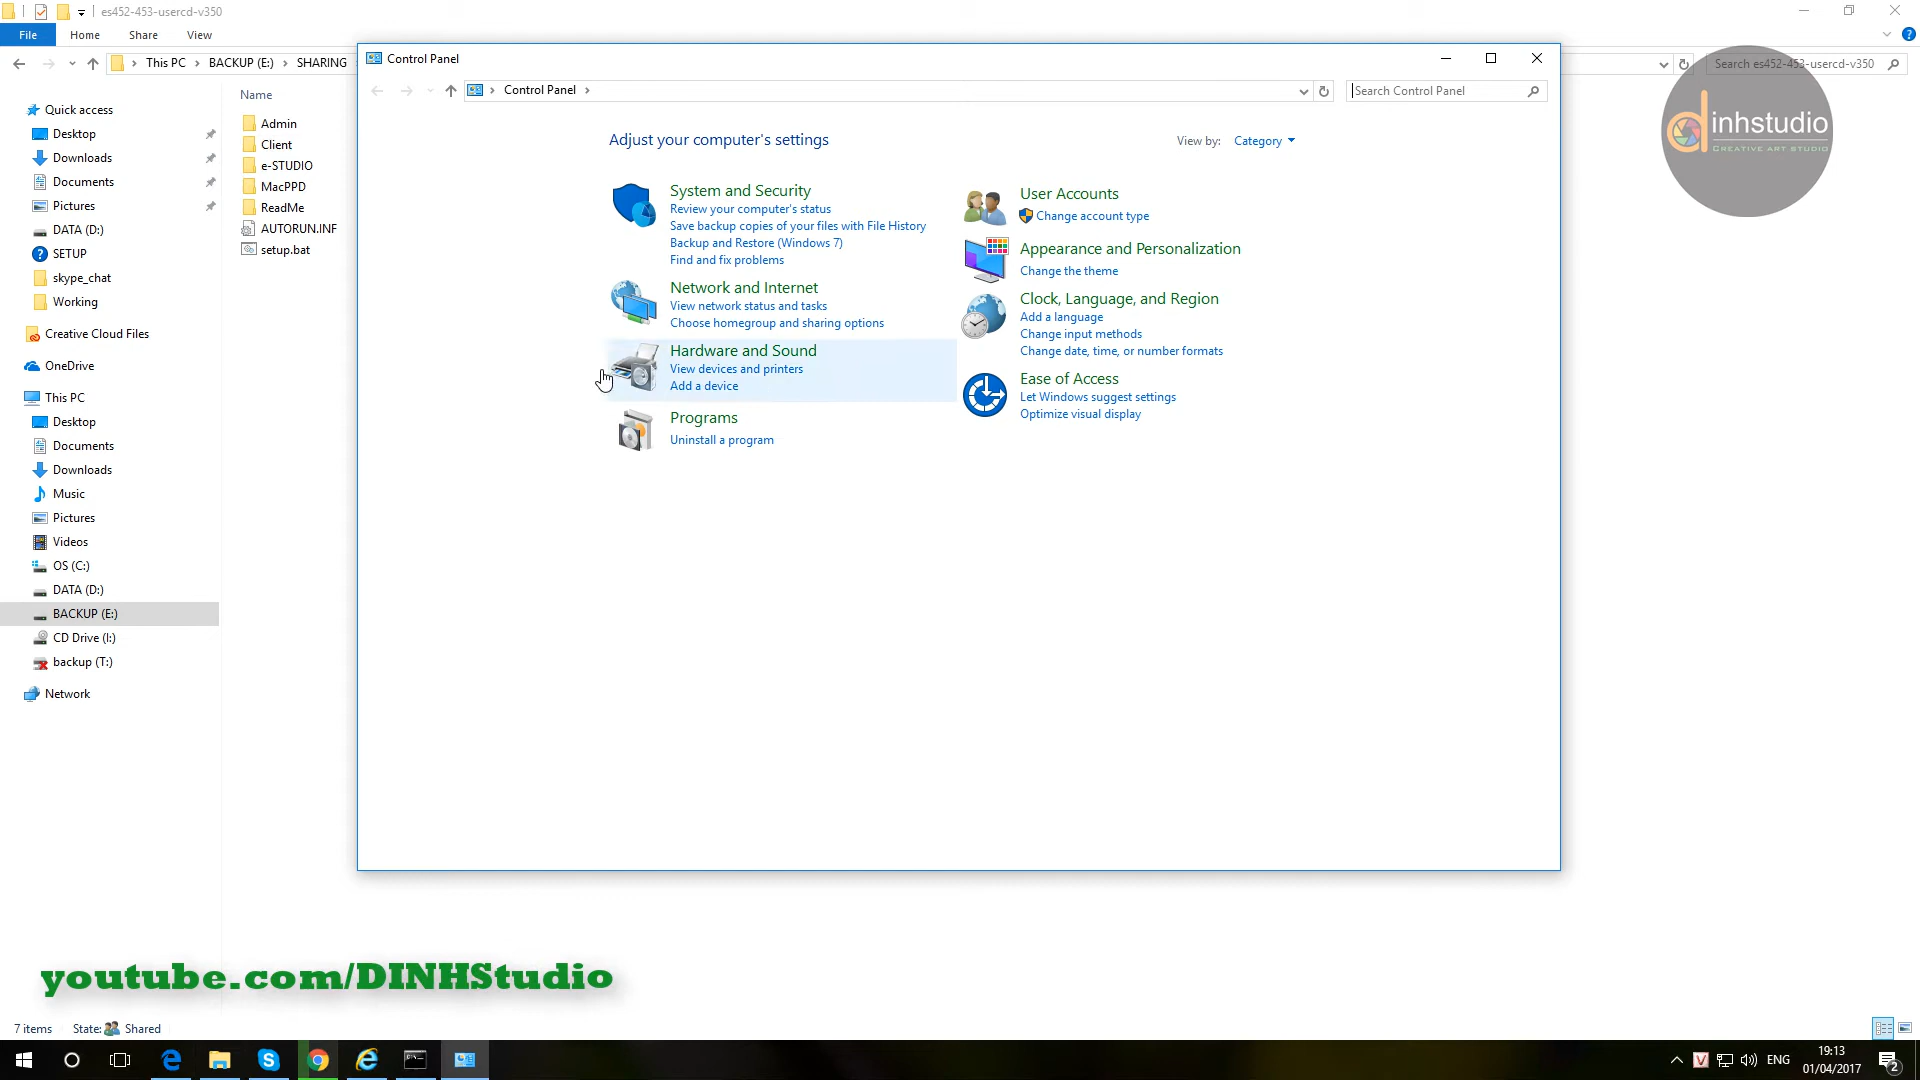 es452-453-usercd-v350
File Home Share View
This PC BACKUP (E:) SHARING
Search es452-453-usercd-v350
Quick access
Desktop
Downloads
Documents
Pictures
DATA (D:)
SETUP
skype_chat
Working
Creative Cloud Files
OneDrive
This PC
Desktop
Documents
Downloads
Music
Pictures
Videos
OS (C:)
DATA (D:)
BACKUP (E:)
CD Drive (I:)
backup (T:)
Network
Name
Admin
Client
e-STUDIO
MacPPD
ReadMe
AUTORUN.INF
setup.bat
Control Panel
Control Panel
Search Control Panel
Adjust your computer's settings
View by: Category
System and Security
Review your computer's status
Save backup copies of your files with File History
Backup and Restore (Windows 7)
Find and fix problems
Network and Internet
View network status and tasks
Choose homegroup and sharing options
Hardware and Sound
View devices and printers
Add a device
Programs
Uninstall a program
User Accounts
Change account type
Appearance and Personalization
Change the theme
Clock, Language, and Region
Add a language
Change input methods
Change date, time, or number formats
Ease of Access
Let Windows suggest settings
Optimize visual display
dinhstudio
CREATIVE ART STUDIO
youtube.com/DINHStudio
7 items State: Shared
ENG
19:13
01/04/2017
2